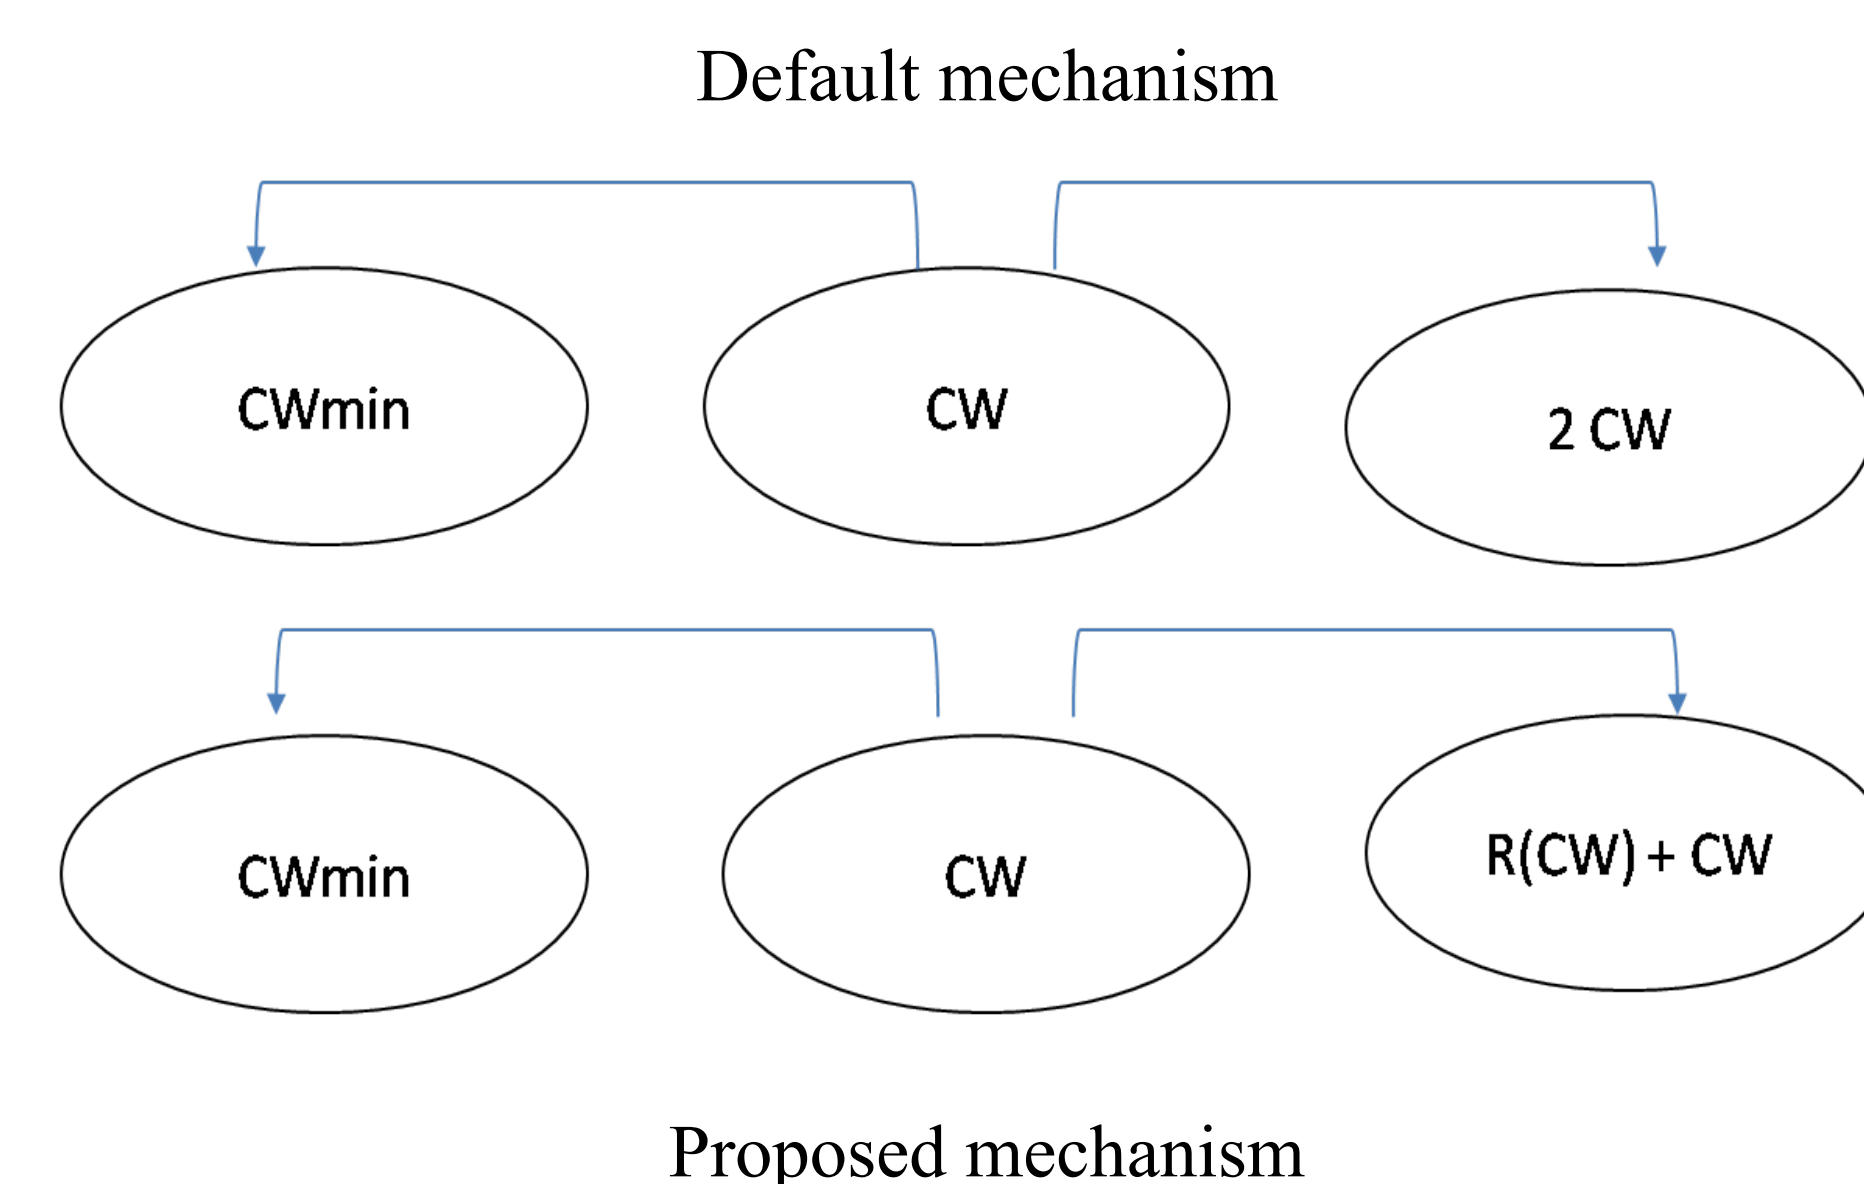 Default mechanism
CWmin
CW
2 CW
CWmin
CW
R(CW) + CW
Proposed mechanism